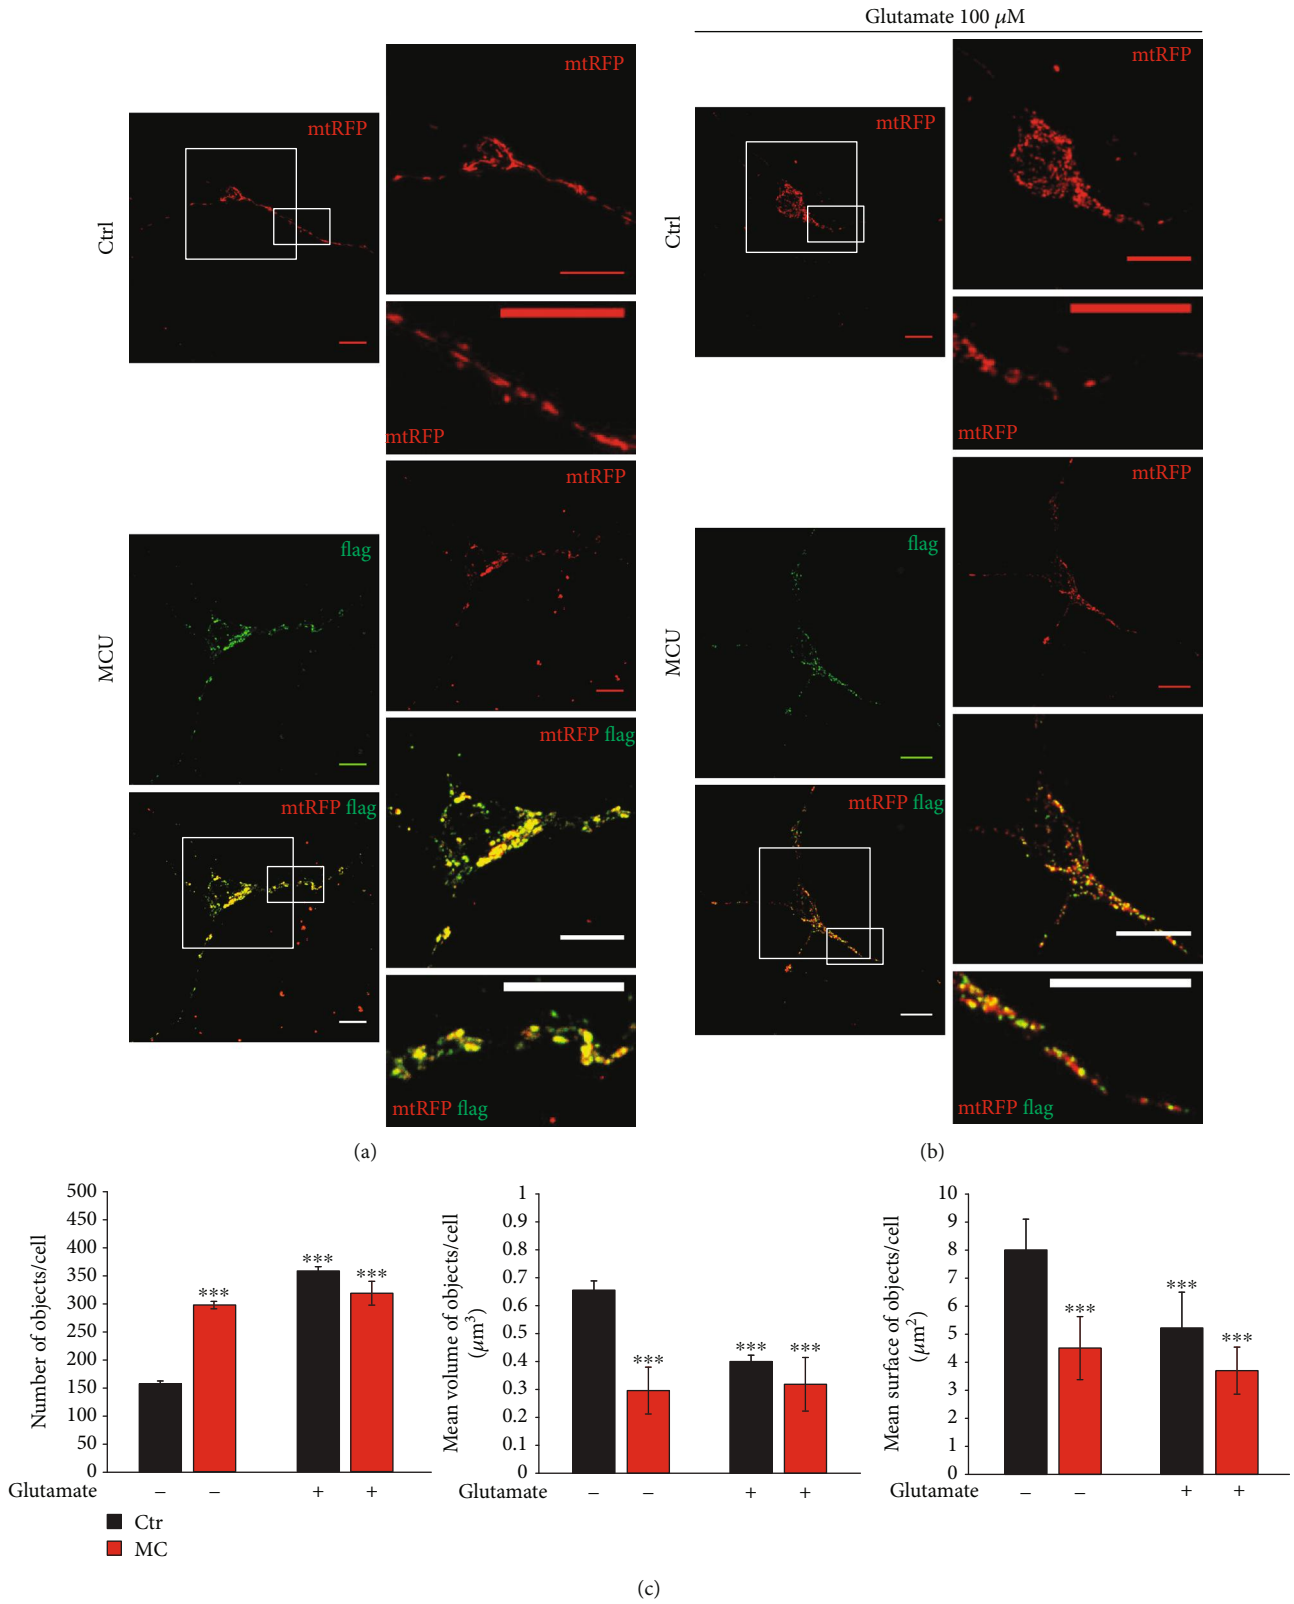 Glutamate 100 μM
Ctrl
mtRFP
mtRFP
mtRFP
MCU
flag
mtRFP
mtRFP flag
mtRFP flag
mtRFP flag
(a)
Ctrl
mtRFP
mtRFP
mtRFP
MCU
flag
mtRFP
mtRFP flag
mtRFP flag
(b)
Number of objects/cell
500
450
400
350
300
250
200
150
100
50
0
***
***
***
Glutamate
–
–
+
+
Ctr
MC
Mean volume of objects/cell
(μm³)
1
0.9
0.8
0.7
0.6
0.5
0.4
0.3
0.2
0.1
0
***
***
***
Glutamate
–
–
+
+
Mean surface of objects/cell
(μm²)
10
9
8
7
6
5
4
3
2
1
0
***
***
***
Glutamate
–
–
+
+
(c)